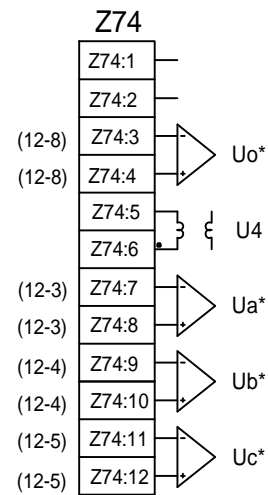 Z74
Z74:1
Z74:2
(12-8) Z74:3 -
Uo*
(12-8) Z74:4 +
Z74:5
U4
Z74:6
(12-3) Z74:7 -
Ua*
(12-3) Z74:8 +
(12-4) Z74:9 -
Ub*
(12-4) Z74:10 +
(12-5) Z74:11 -
Uc*
(12-5) Z74:12 +